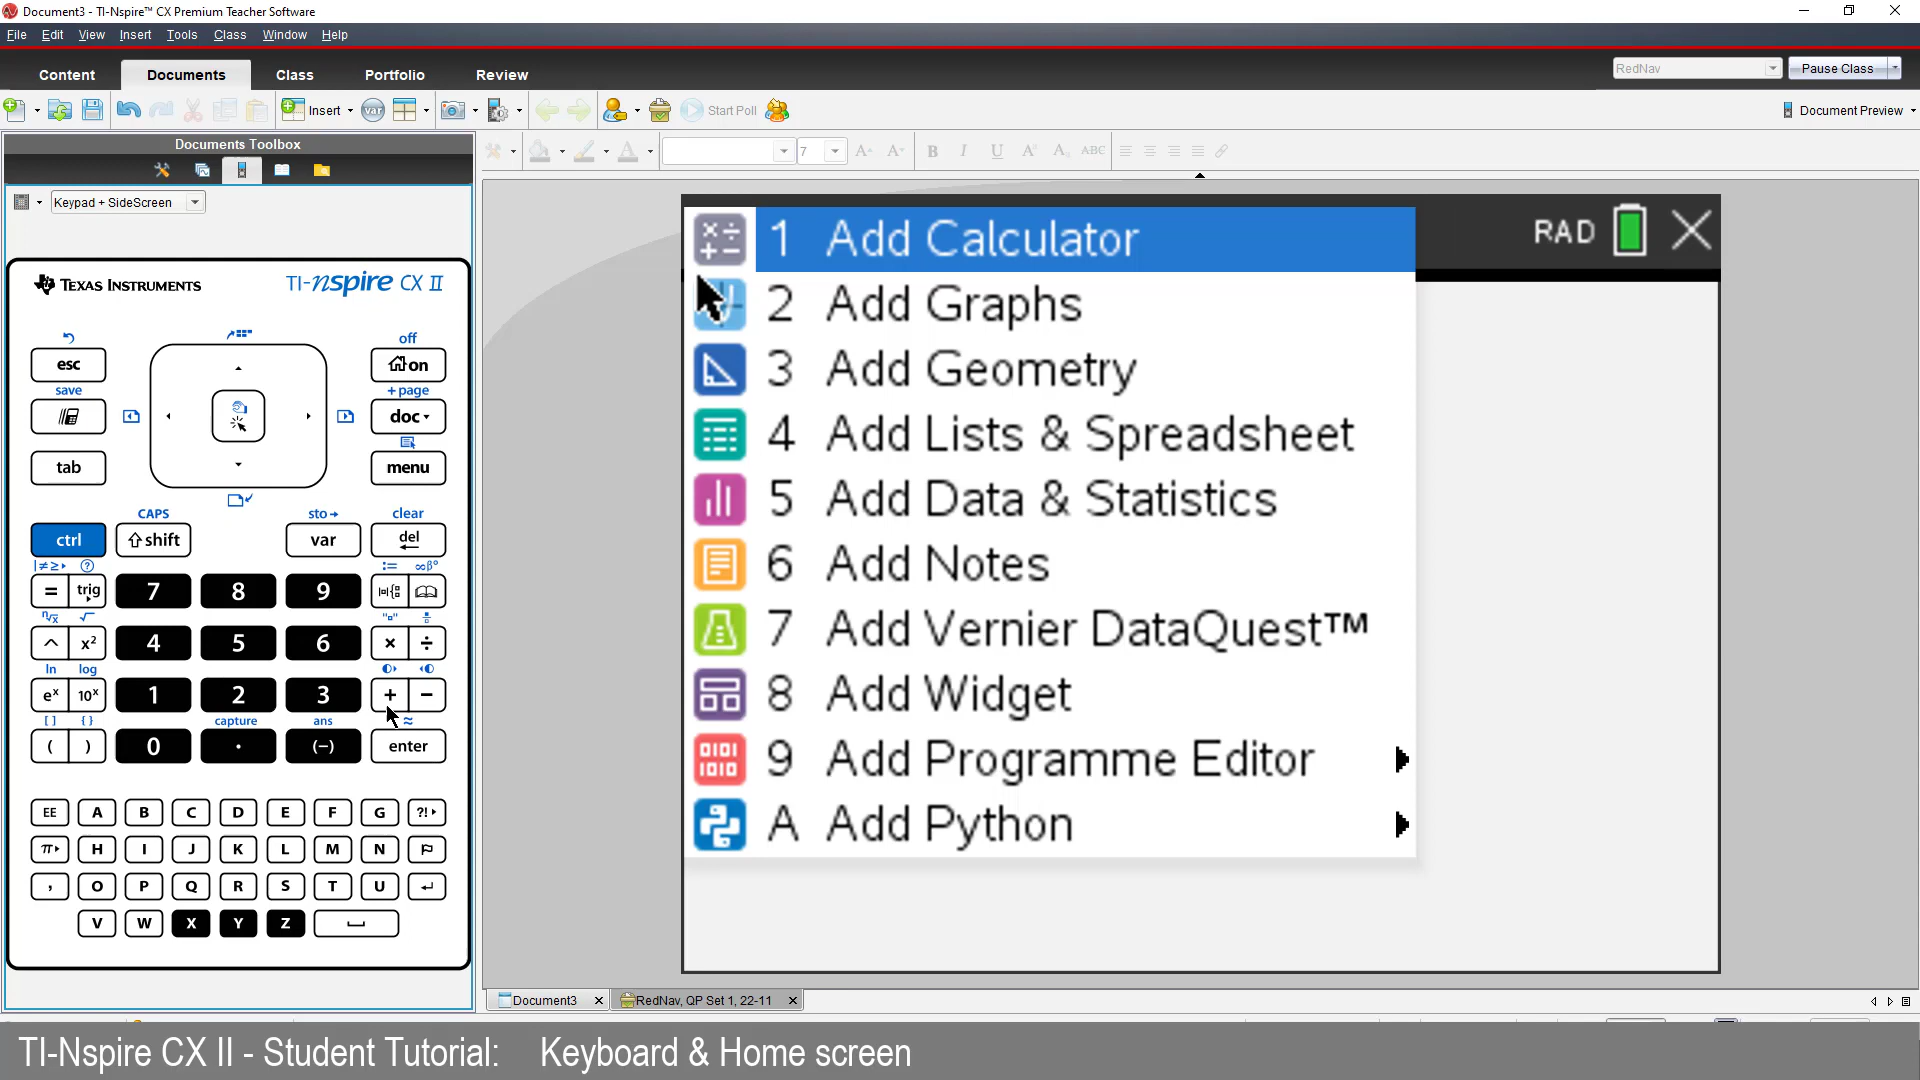 Document3 - TI-Nspire™ CX Premium Teacher Software
File Edit View Insert Tools Class Window Help
Content Documents Class Portfolio Review
RedNav
Pause Class
Insert
var
Start Poll
Document Preview
Documents Toolbox
7
B I U A A ABC
Keypad + SideScreen
TEXAS INSTRUMENTS
TI-nspire CX II
off
esc
on
save
+ page
doc
tab
menu
CAPS
sto→
clear
ctrl
shift
var
del
|≠≥▸
:=
∞β°
=
trig
7
8
9
ⁿ√x
√
"□"
^
x²
4
5
6
×
÷
ln
log
eˣ
10ˣ
1
2
3
+
−
[ ]
{ }
capture
ans
≈
(
)
0
.
(−)
enter
EE A B C D E F G ?!▸
π▸ H I J K L M N
, O P Q R S T U
V W X Y Z
RAD
1 Add Calculator
2 Add Graphs
3 Add Geometry
4 Add Lists & Spreadsheet
5 Add Data & Statistics
6 Add Notes
7 Add Vernier DataQuest™
8 Add Widget
9 Add Programme Editor
A Add Python
Document3
RedNav, QP Set 1, 22-11
TI-Nspire CX II - Student Tutorial: Keyboard & Home screen